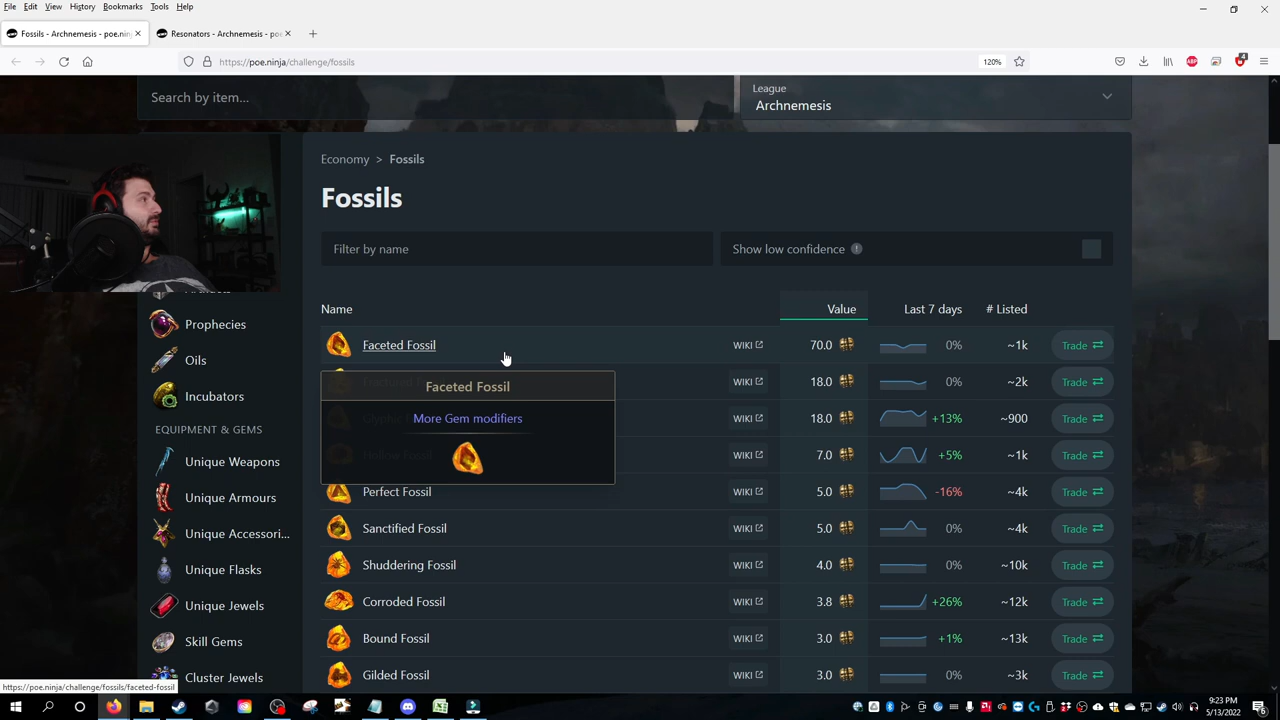 File Edit View History Bookmarks Tools Help
Fossils - Archnemesis - poe.nin
Resonators - Archnemesis - poe
https://poe.ninja/challenge/fossils
120%
4
Search by item...
League
Archnemesis
Economy > Fossils
Fossils
Filter by name
Show low confidence
Name Value Last 7 days # Listed
Faceted Fossil WIKI 70.0 0% ~1k Trade
WIKI 18.0 0% ~2k Trade
WIKI 18.0 +13% ~900 Trade
WIKI 7.0 +5% ~1k Trade
Perfect Fossil WIKI 5.0 -16% ~4k Trade
Sanctified Fossil WIKI 5.0 0% ~4k Trade
Shuddering Fossil WIKI 4.0 0% ~10k Trade
Corroded Fossil WIKI 3.8 +26% ~12k Trade
Bound Fossil WIKI 3.0 +1% ~13k Trade
Gilded Fossil WIKI 3.0 0% ~3k Trade
Faceted Fossil
More Gem modifiers
Prophecies
Oils
Incubators
EQUIPMENT & GEMS
Unique Weapons
Unique Armours
Unique Accessori...
Unique Flasks
Unique Jewels
Skill Gems
Cluster Jewels
https://poe.ninja/challenge/fossils/faceted-fossil
9:23 PM
5/13/2022